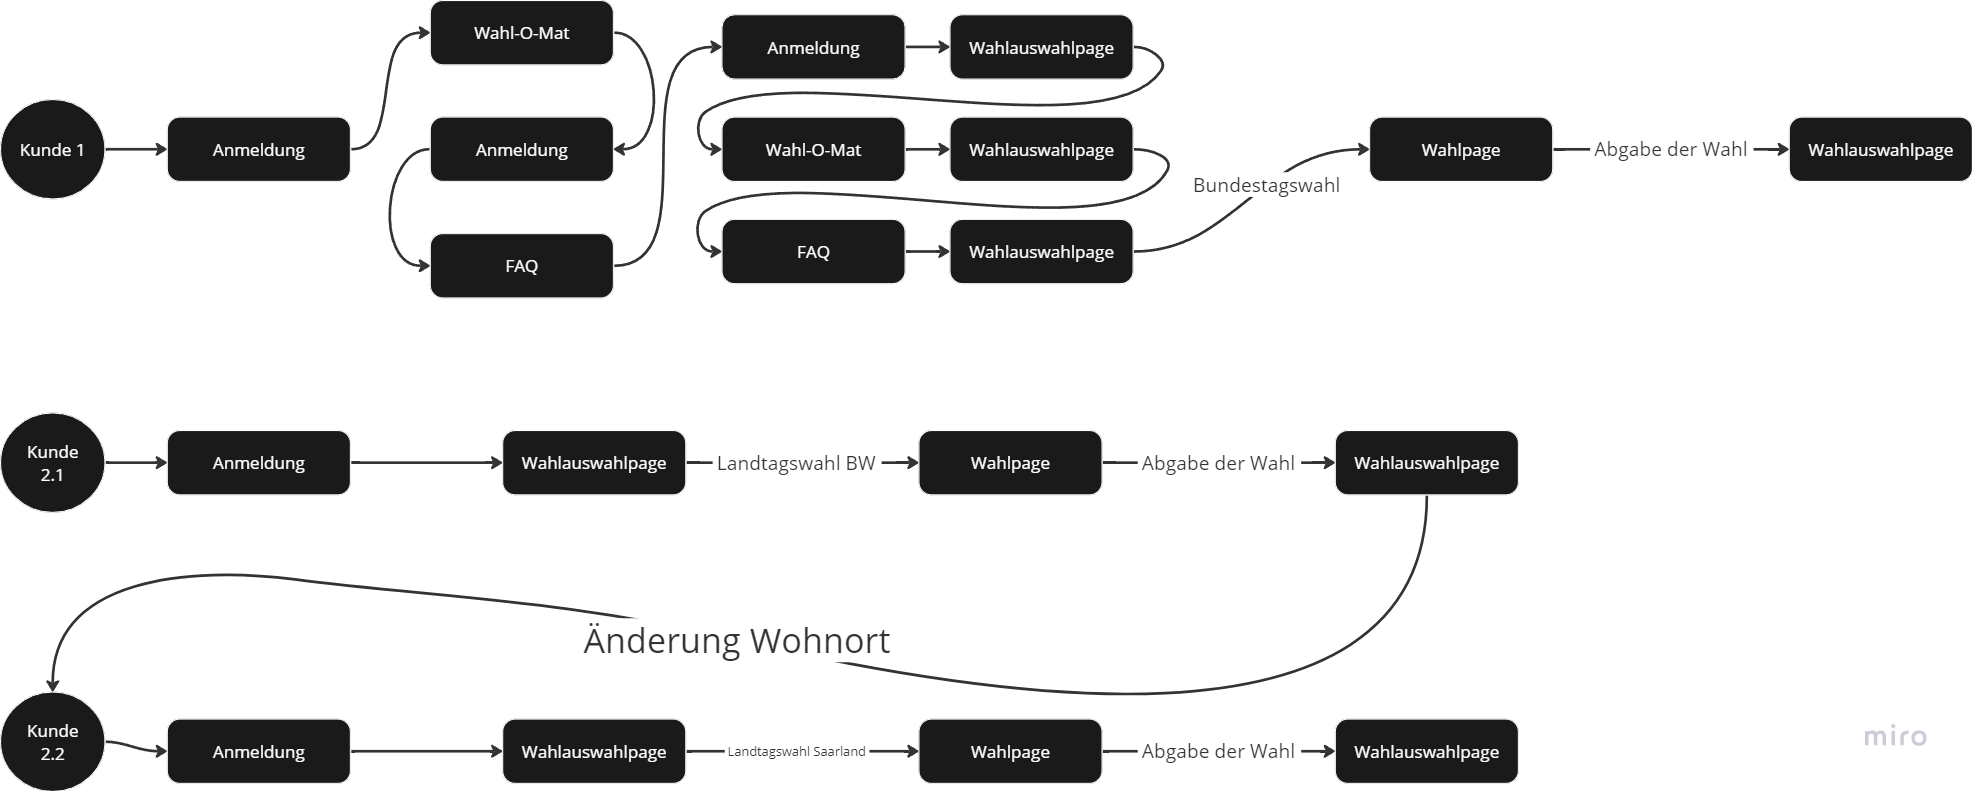 Kunde 1
Anmeldung
Wahl-O-Mat
Anmeldung
FAQ
Anmeldung
Wahlauswahlpage
Wahl-O-Mat
Wahlauswahlpage
FAQ
Wahlauswahlpage
Bundestagswahl
Wahlpage
Abgabe der Wahl
Wahlauswahlpage
Kunde
2.1
Anmeldung
Wahlauswahlpage
Landtagswahl BW
Wahlpage
Abgabe der Wahl
Wahlauswahlpage
Änderung Wohnort
Kunde
2.2
Anmeldung
Wahlauswahlpage
Landtagswahl Saarland
Wahlpage
Abgabe der Wahl
Wahlauswahlpage
miro